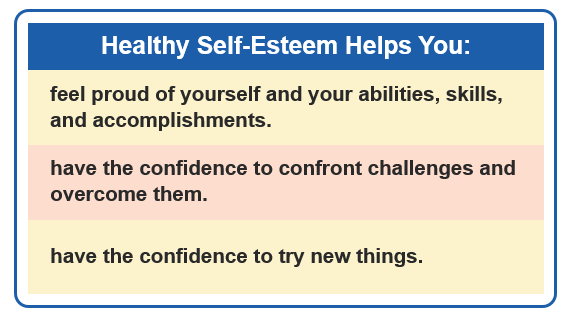 Healthy Self-Esteem Helps You:
feel proud of yourself and your abilities, skills,
and accomplishments.
have the confidence to confront challenges and
overcome them.
have the confidence to try new things.